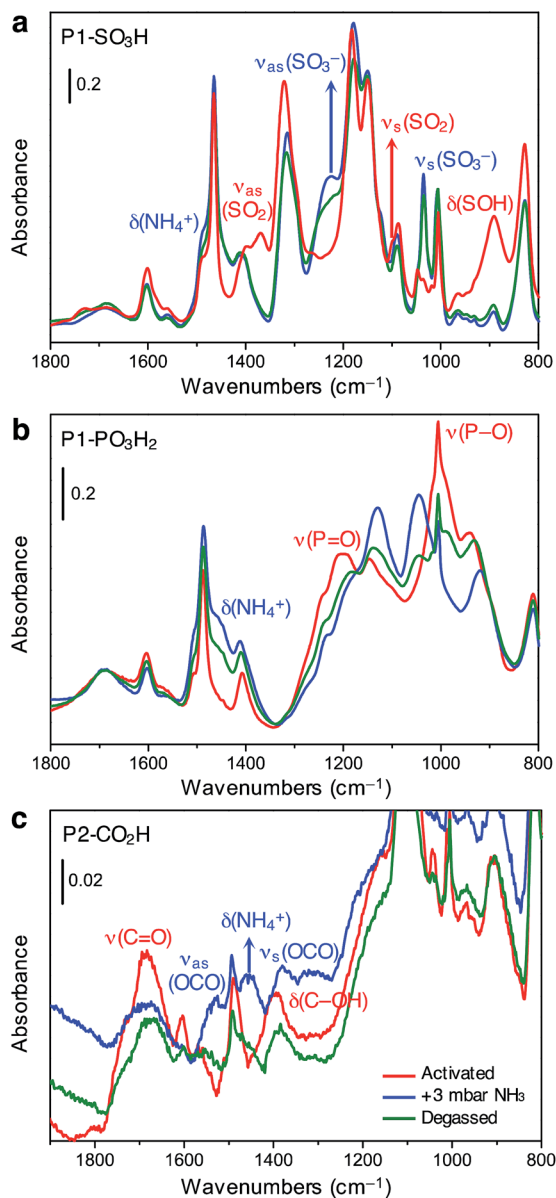 a
P1-SO₃H
0.2
νas(SO₃⁻)
νs(SO₂)
νs(SO₃⁻)
νas
(SO₂)
δ(NH₄⁺)
δ(SOH)
Absorbance
1800 1600 1400 1200 1000 800
Wavenumbers (cm⁻¹)
b
P1-PO₃H₂
0.2
ν(P–O)
ν(P=O)
δ(NH₄⁺)
Absorbance
1800 1600 1400 1200 1000 800
Wavenumbers (cm⁻¹)
c
P2-CO₂H
0.02
δ(NH₄⁺)
ν(C=O)
νas
(OCO)
νs(OCO)
δ(C–OH)
Activated
+3 mbar NH₃
Degassed
Absorbance
1800 1600 1400 1200 1000 800
Wavenumbers (cm⁻¹)